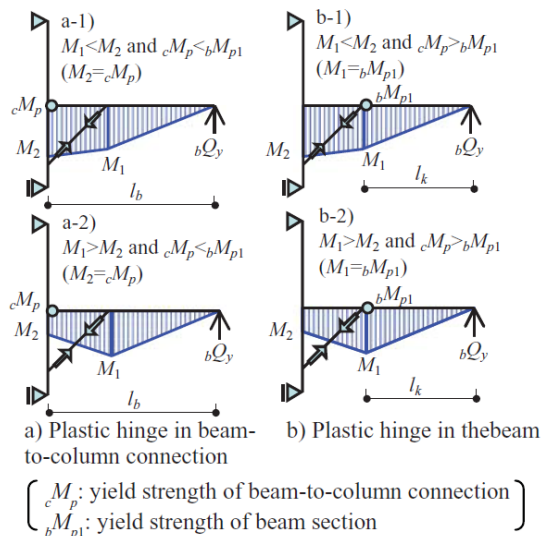 a-1)
M1<M2 and cMp<bMp1
(M2=cMp)
cMp
M2
M1
bQy
lb
b-1)
M1<M2 and cMp>bMp1
(M1=bMp1)
bMp1
M2
M1
bQy
lk
a-2)
M1>M2 and cMp<bMp1
(M2=cMp)
cMp
M2
M1
bQy
lb
b-2)
M1>M2 and cMp>bMp1
(M1=bMp1)
bMp1
M2
M1
bQy
lk
a) Plastic hinge in beam-
to-column connection
b) Plastic hinge in thebeam
cMp: yield strength of beam-to-column connection
bMp1: yield strength of beam section